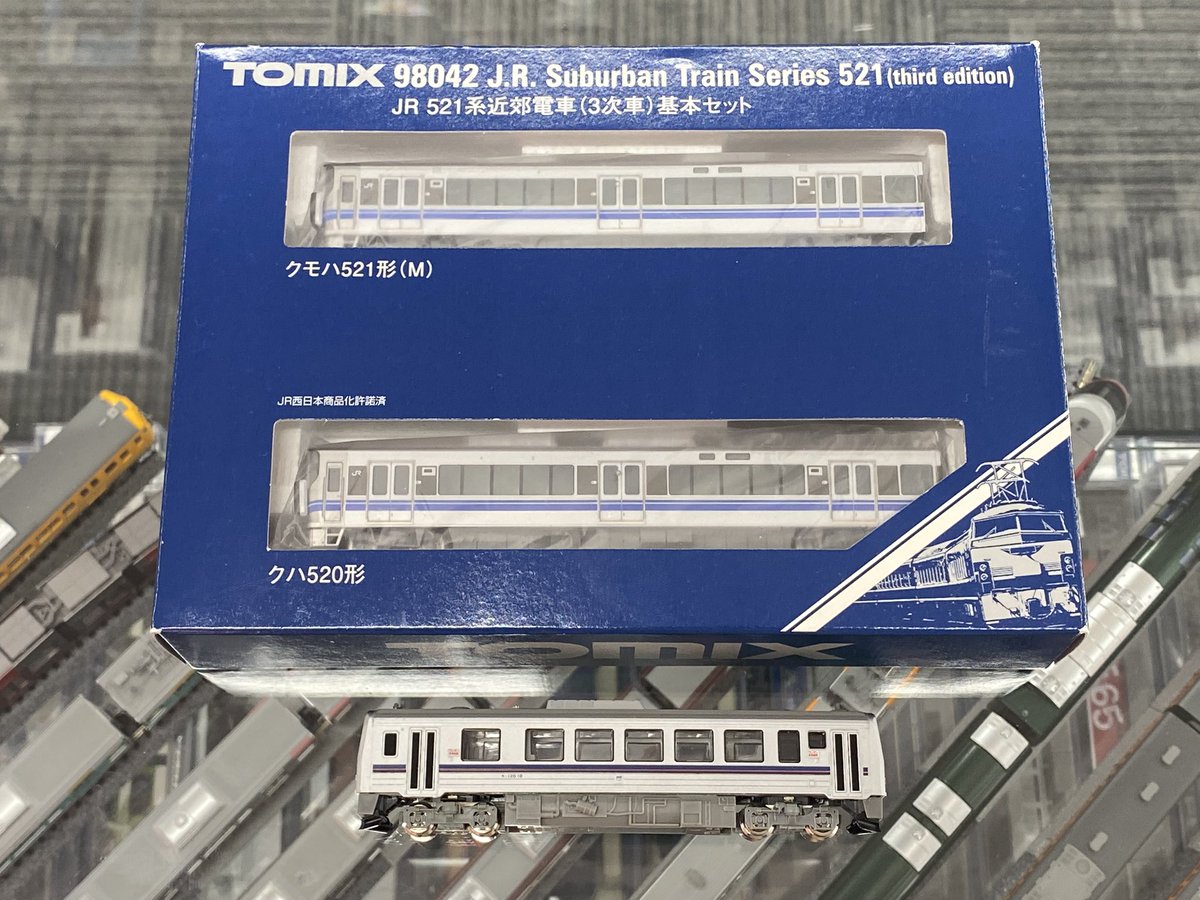 TOMIX 98042 J.R. Suburban Train Series 521 (third edition)
JR 521系近郊電車(3次車)基本セット
JR
クモハ521形(M)
JR西日本商品化許諾済
JR
クハ520形
TOMIX